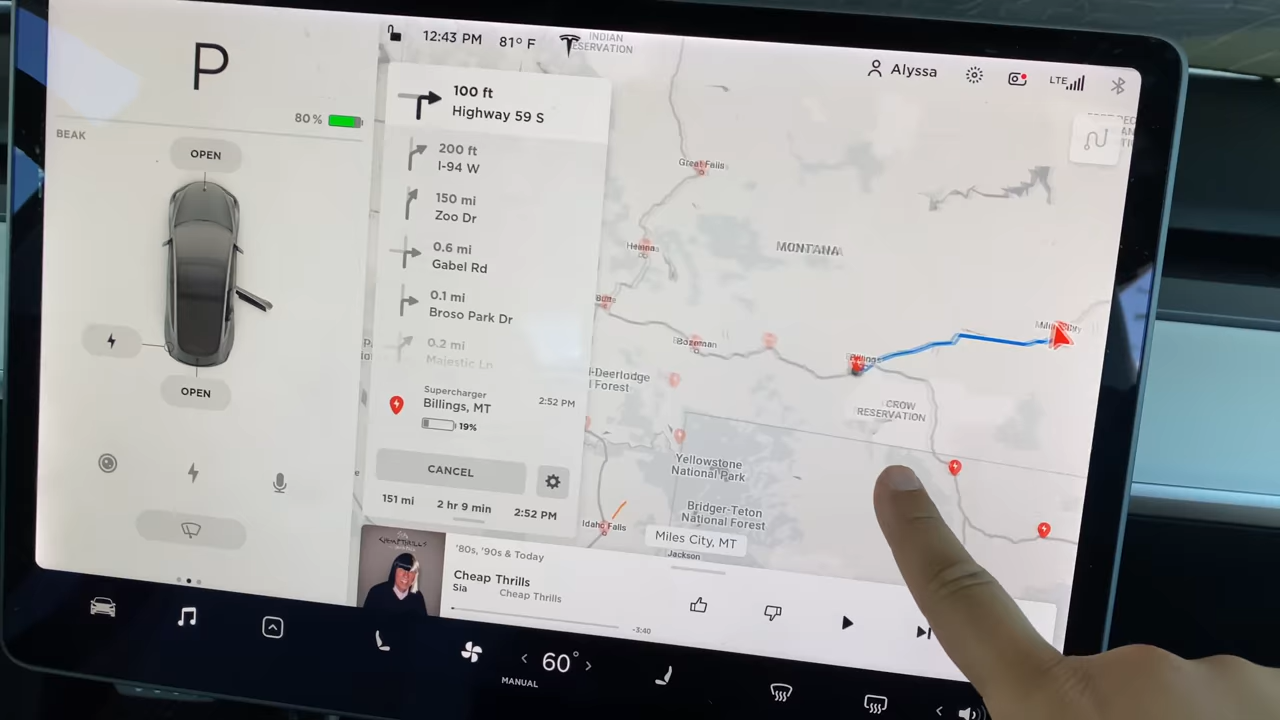 P
80%
BEAK
OPEN
OPEN
12:43 PM
81° F
INDIAN
RESERVATION
Alyssa
LTE
100 ft
Highway 59 S
200 ft
I-94 W
150 mi
Zoo Dr
0.6 mi
Gabel Rd
0.1 mi
Broso Park Dr
0.2 mi
Majestic Ln
Supercharger
Billings, MT
2:52 PM
19%
CANCEL
151 mi
2 hr 9 min
2:52 PM
Great Falls
Helena
MONTANA
Butte
Bozeman
Billings
Miles City
CROW
RESERVATION
-Deerlodge
l Forest
Yellowstone
National Park
Bridger-Teton
National Forest
Idaho Falls
Miles City, MT
Jackson
'80s, '90s & Today
Cheap Thrills
Sia
Cheap Thrills
-3:40
60°
MANUAL